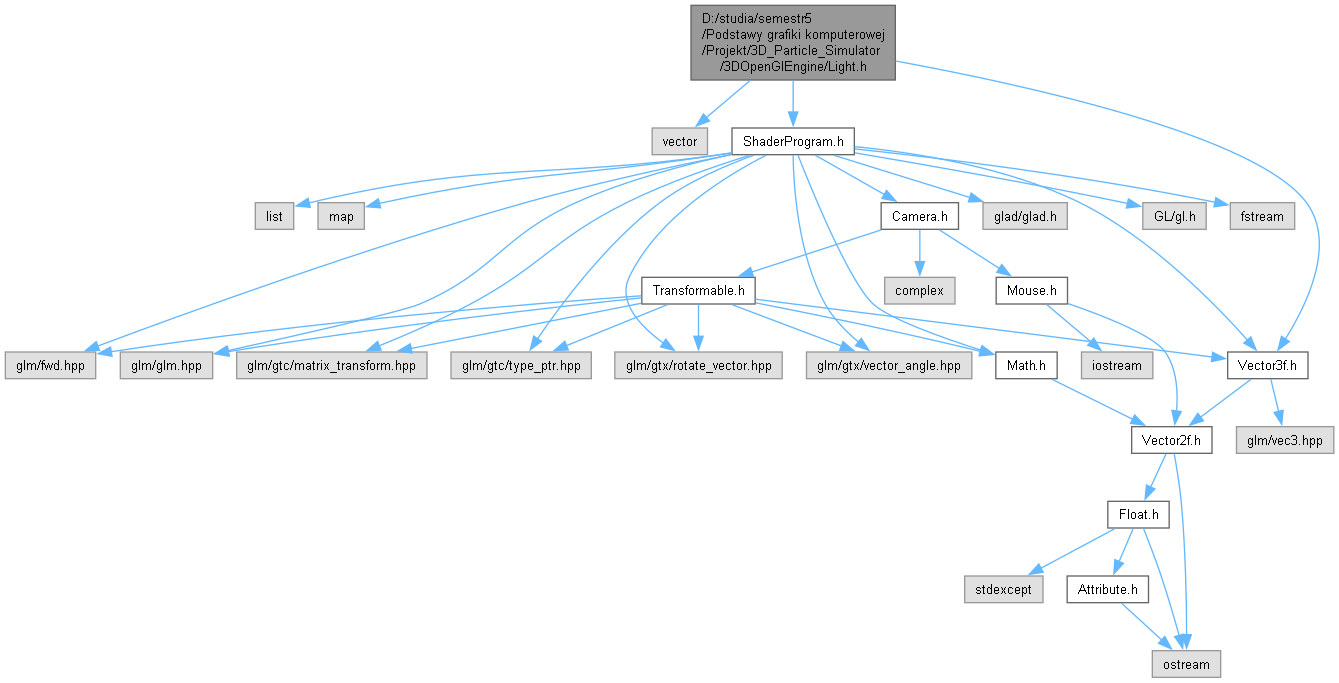 D:/studia/semestr5
/Podstawy grafiki komputerowej
/Projekt/3D_Particle_Simulator
/3DOpenGlEngine/Light.h
vector
ShaderProgram.h
list
map
Camera.h
glad/glad.h
GL/gl.h
fstream
Transformable.h
complex
Mouse.h
glm/fwd.hpp
glm/glm.hpp
glm/gtc/matrix_transform.hpp
glm/gtc/type_ptr.hpp
glm/gtx/rotate_vector.hpp
glm/gtx/vector_angle.hpp
Math.h
iostream
Vector3f.h
Vector2f.h
glm/vec3.hpp
Float.h
stdexcept
Attribute.h
ostream